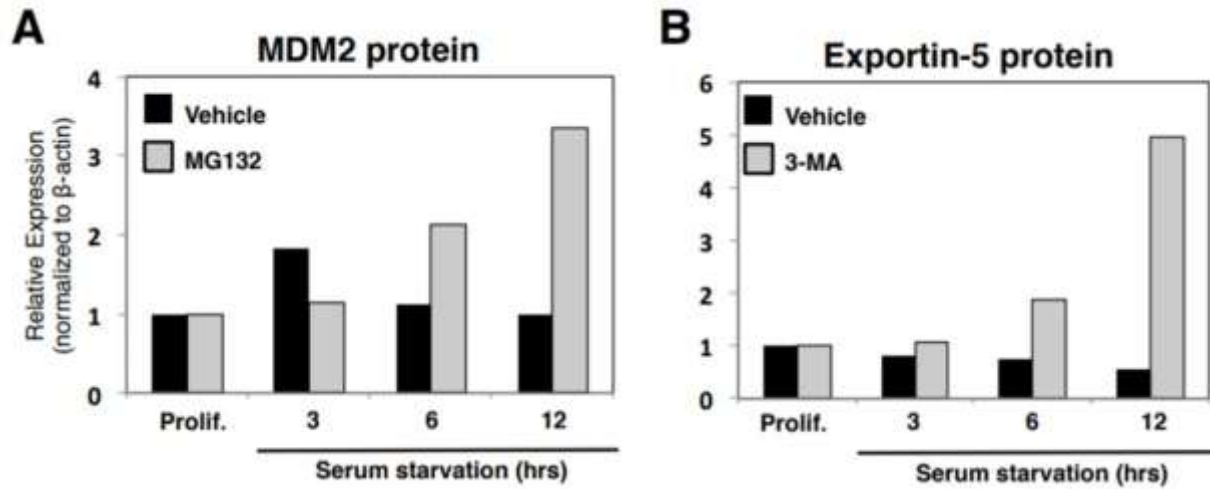 A
MDM2 protein
Relative Expression
(normalized to β-actin)
4
3
2
1
0
Vehicle
MG132
Prolif.
3
6
12
Serum starvation (hrs)
B
Exportin-5 protein
6
5
4
3
2
1
0
Vehicle
3-MA
Prolif.
3
6
12
Serum starvation (hrs)